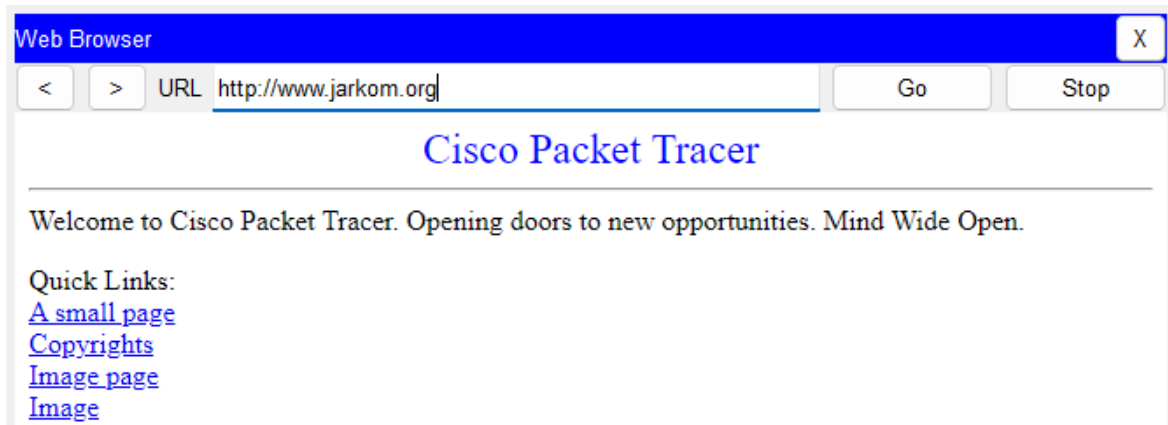 Web Browser X
< > URL http://www.jarkom.org Go Stop
Cisco Packet Tracer
Welcome to Cisco Packet Tracer. Opening doors to new opportunities. Mind Wide Open.
Quick Links:
A small page
Copyrights
Image page
Image